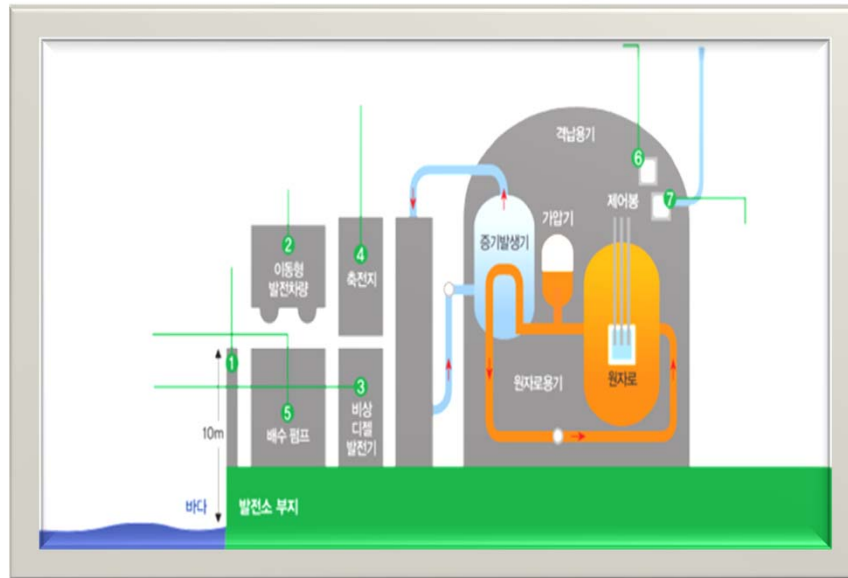 격납용기
6
제어봉
7
2
이동형
발전차량
4
축전지
증기발생기
가압기
1
10m
5
배수 펌프
3
비상
디젤
발전기
원자로용기
원자로
바다
발전소 부지